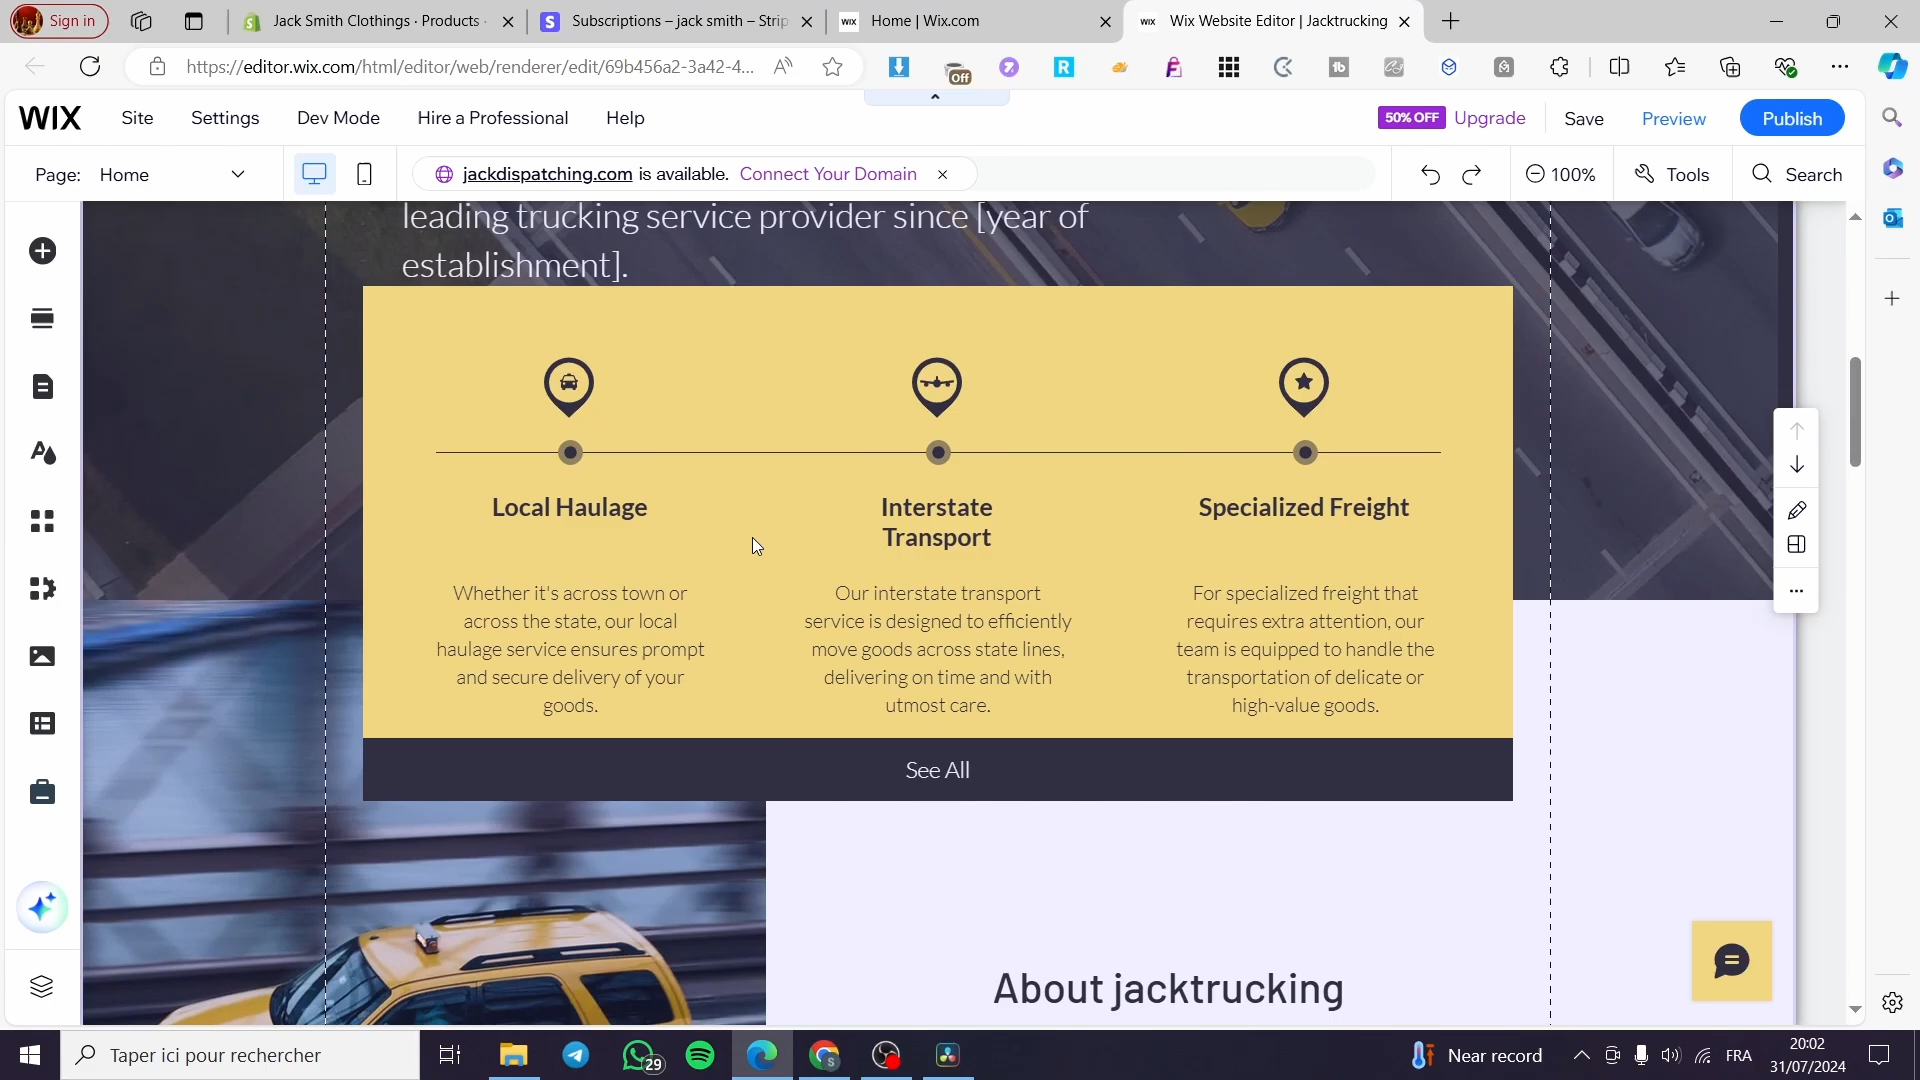 Sign in
Jack Smith Clothings · Products ·
Subscriptions – jack smith – Strip
Home | Wix.com
Wix Website Editor | Jacktrucking
https://editor.wix.com/html/editor/web/renderer/edit/69b456a2-3a42-4...
Off
WIX
Site
Settings
Dev Mode
Hire a Professional
Help
50% OFF
Upgrade
Save
Preview
Publish
Page: Home
jackdispatching.com is available. Connect Your Domain
100%
Tools
Search
leading trucking service provider since [year of
establishment].
Local Haulage
Interstate
Transport
Specialized Freight
Whether it's across town or
across the state, our local
haulage service ensures prompt
and secure delivery of your
goods.
Our interstate transport
service is designed to efficiently
move goods across state lines,
delivering on time and with
utmost care.
For specialized freight that
requires extra attention, our
team is equipped to handle the
transportation of delicate or
high-value goods.
See All
About jacktrucking
Taper ici pour rechercher
29
Near record
FRA
20:02
31/07/2024